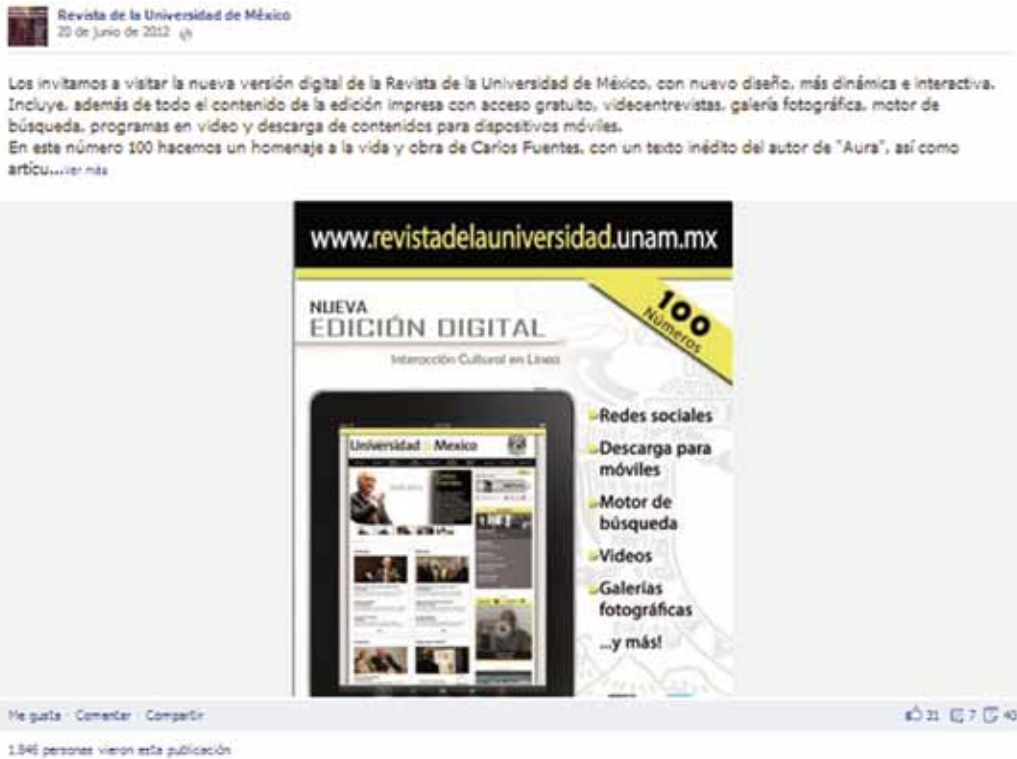 Revista de la Universidad de México
20 de junio de 2012
Los invitamos a visitar la nueva versión digital de la Revista de la Universidad de México, con nuevo diseño, más dinámica e interactiva.
Incluye, además de todo el contenido de la edición impresa con acceso gratuito, videoentrevistas, galería fotográfica, motor de
búsqueda, programas en video y descarga de contenidos para dispositivos móviles.
En este número 100 hacemos un homenaje a la vida y obra de Carlos Fuentes, con un texto inédito del autor de "Aura", así como
artícu...ver más
www.revistadelauniversidad.unam.mx
100
Números
NUEVA
EDICIÓN DIGITAL
Interacción Cultural en Línea
Redes sociales
Descarga para
móviles
Motor de
búsqueda
Videos
Galerías
fotográficas
...y más!
Universidad de Mexico
Me gusta · Comentar · Compartir
31 7 40
1.846 personas vieron esta publicación